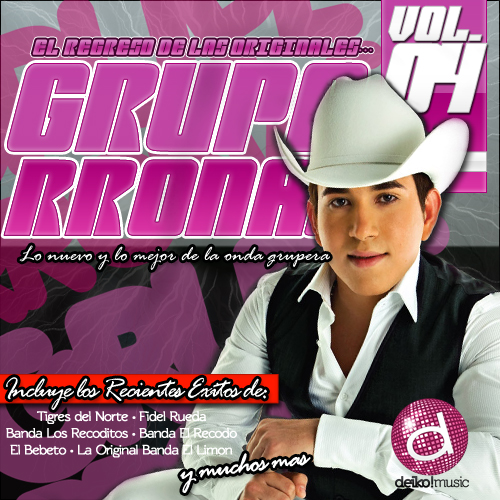 EL REGRESO DE LAS ORIGINALES...
VOL.
04
GRUPO
RRONAS
Lo nuevo y lo mejor de la onda grupera
Incluye los Recientes Exitos de:
Tigres del Norte • Fidel Rueda
Banda Los Recoditos • Banda El Recodo
El Bebeto • La Original Banda El Limon
y muchos mas
d
deiko!music